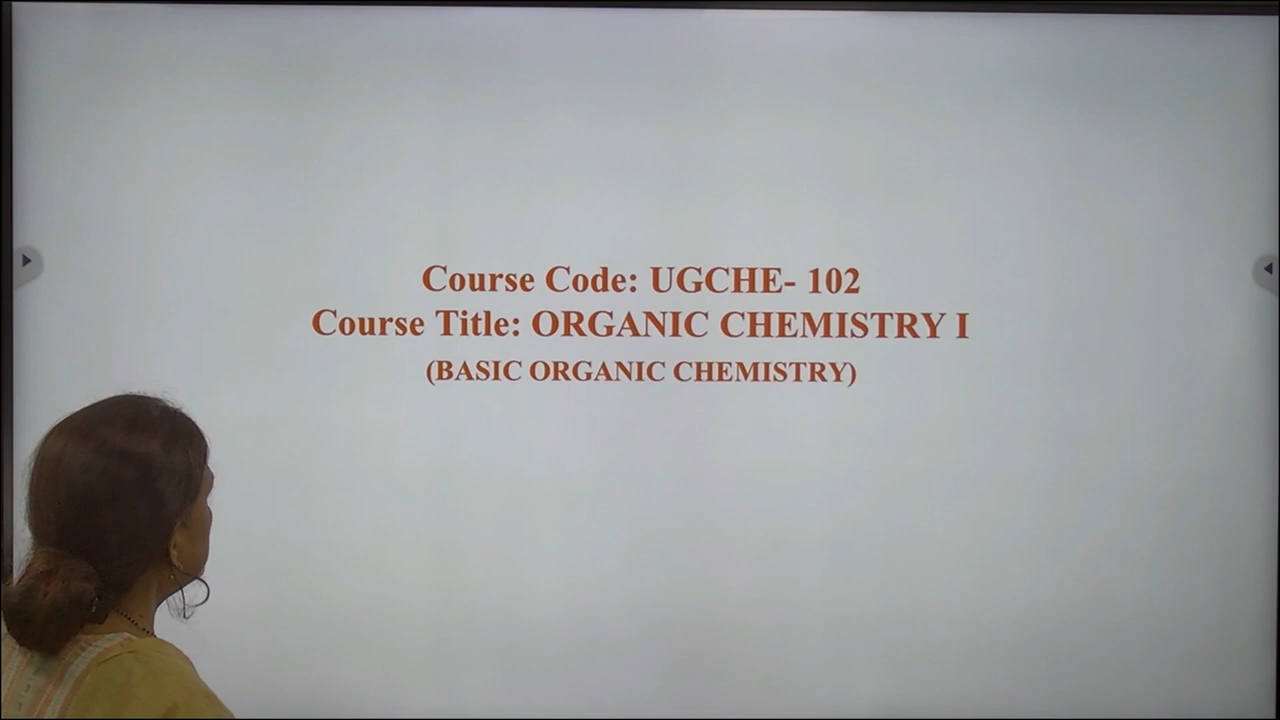 Course Code: UGCHE- 102
Course Title: ORGANIC CHEMISTRY I
(BASIC ORGANIC CHEMISTRY)